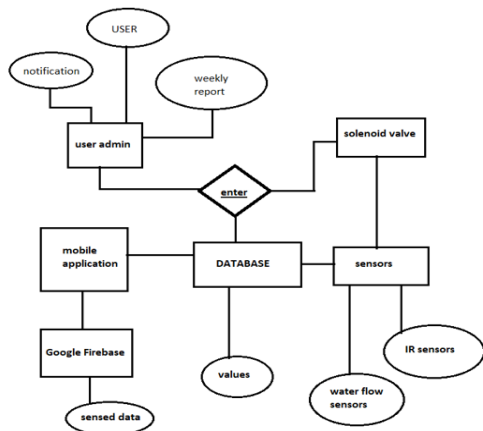 USER
notification
weekly
report
user admin
solenoid valve
enter
mobile
application
DATABASE
sensors
Google Firebase
IR sensors
values
water flow
sensors
sensed data